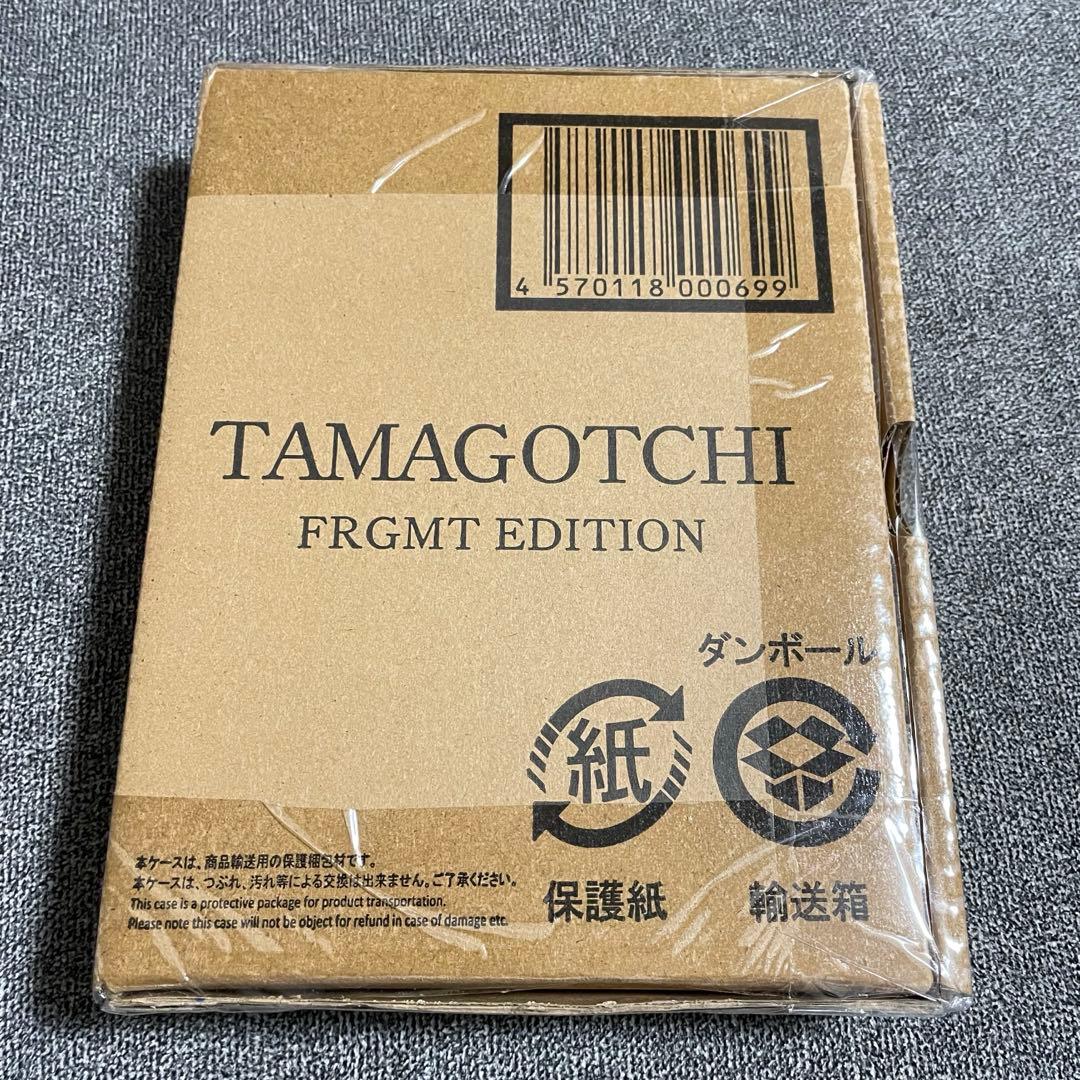 4 570118 000699
TAMAGOTCHI
FRGMT EDITION
ダンボール
紙
保護紙
輸送箱
本ケースは、商品輸送用の保護梱包材です。
本ケースは、つぶれ、汚れ等による交換は出来ません。ご了承ください。
This case is a protective package for product transportation.
Please note this case will not be object for refund in case of damage etc.